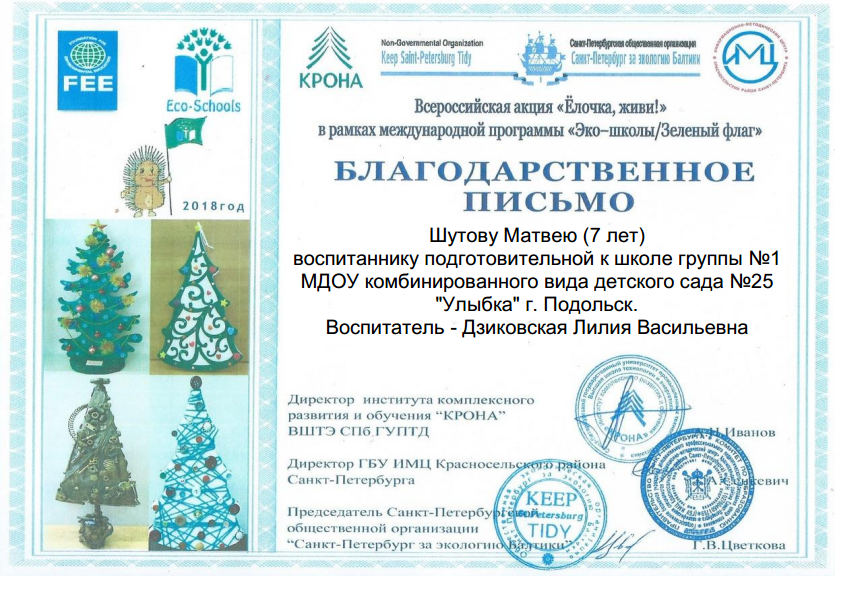 FEE
Eco-Schools
КРОНА
Non-Governmental Organization
Keep Saint-Petersburg Tidy
Санкт-Петербургская общественная организация
Санкт-Петербург за экологию Балтики
ИМЦ
Всероссийская акция «Ёлочка, живи!»
в рамках международной программы «Эко-школы/Зеленый флаг»
2018год
БЛАГОДАРСТВЕННОЕ
ПИСЬМО
Шутову Матвею (7 лет)
воспитаннику подготовительной к школе группы №1
МДОУ комбинированного вида детского сада №25
"Улыбка" г. Подольск.
Воспитатель - Дзиковская Лилия Васильевна
Директор института комплексного
развития и обучения “КРОНА”
ВШТЭ СПб ГУПТД
Иванов
Директор ГБУ ИМЦ Красносельского района
Санкт-Петербурга
Председатель Санкт-Петербургской
общественной организации
“Санкт-Петербург за экологию Балтики”
Г.В.Цветкова
КРОНА
KEEP
St.Petersburg
TIDY